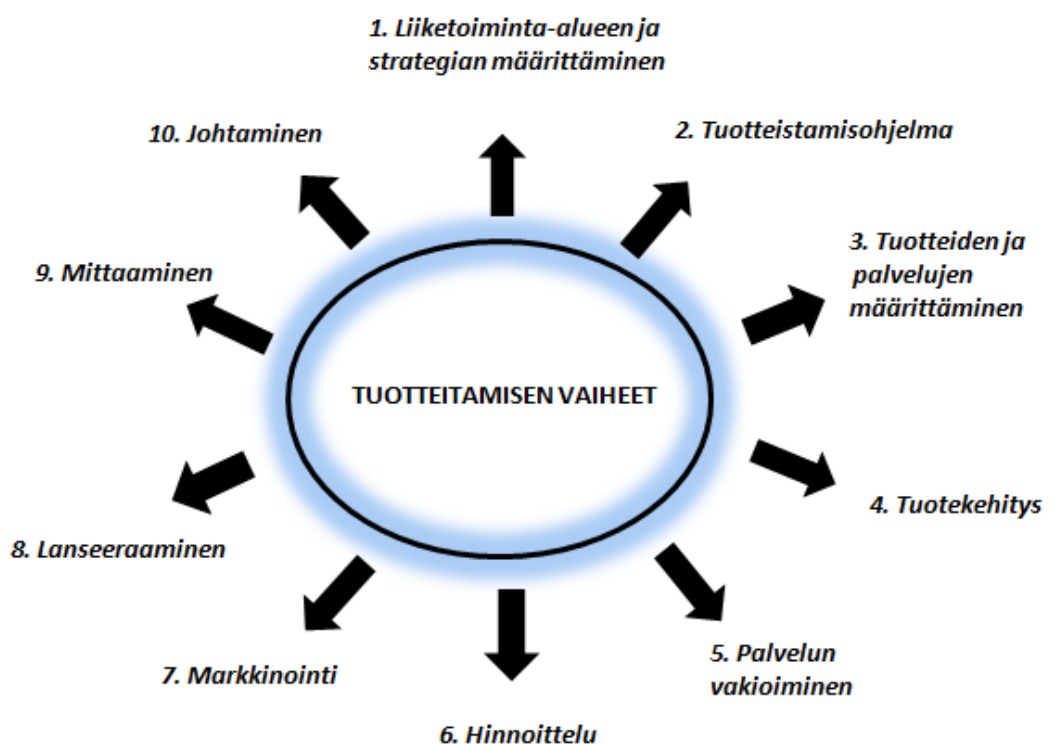 1. Liiketoiminta-alueen ja
strategian määrittäminen
2. Tuotteistamisohjelma
3. Tuotteiden ja
palvelujen
määrittäminen
4. Tuotekehitys
5. Palvelun
vakioiminen
6. Hinnoittelu
7. Markkinointi
8. Lanseeraaminen
9. Mittaaminen
10. Johtaminen
TUOTTEITAMISEN VAIHEET